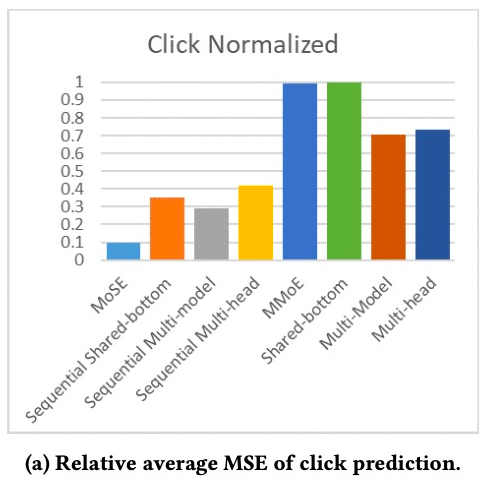 Click Normalized
1
0.9
0.8
0.7
0.6
0.5
0.4
0.3
0.2
0.1
0
MoSE
Sequential Shared-bottom
Sequential Multi-model
Sequential Multi-head
MMoE
Shared-bottom
Multi-Model
Multi-head
(a) Relative average MSE of click prediction.